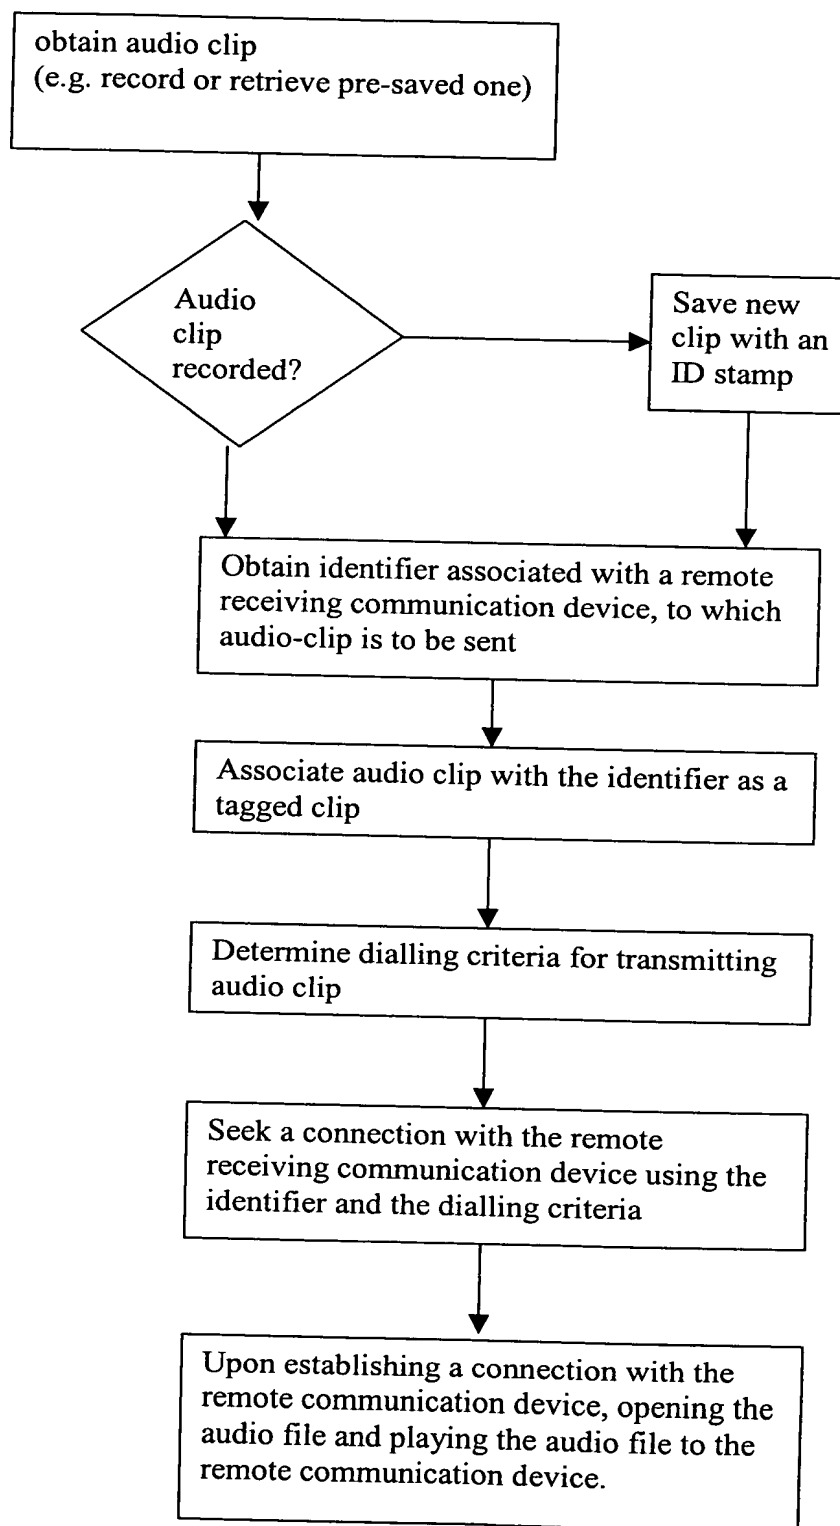 obtain audio clip
(e.g. record or retrieve pre-saved one)
Audio
clip
recorded?
Save new
clip with an
ID stamp
Obtain identifier associated with a remote
receiving communication device, to which
audio-clip is to be sent
Associate audio clip with the identifier as a
tagged clip
Determine dialling criteria for transmitting
audio clip
Seek a connection with the remote
receiving communication device using the
identifier and the dialling criteria
Upon establishing a connection with the
remote communication device, opening the
audio file and playing the audio file to the
remote communication device.